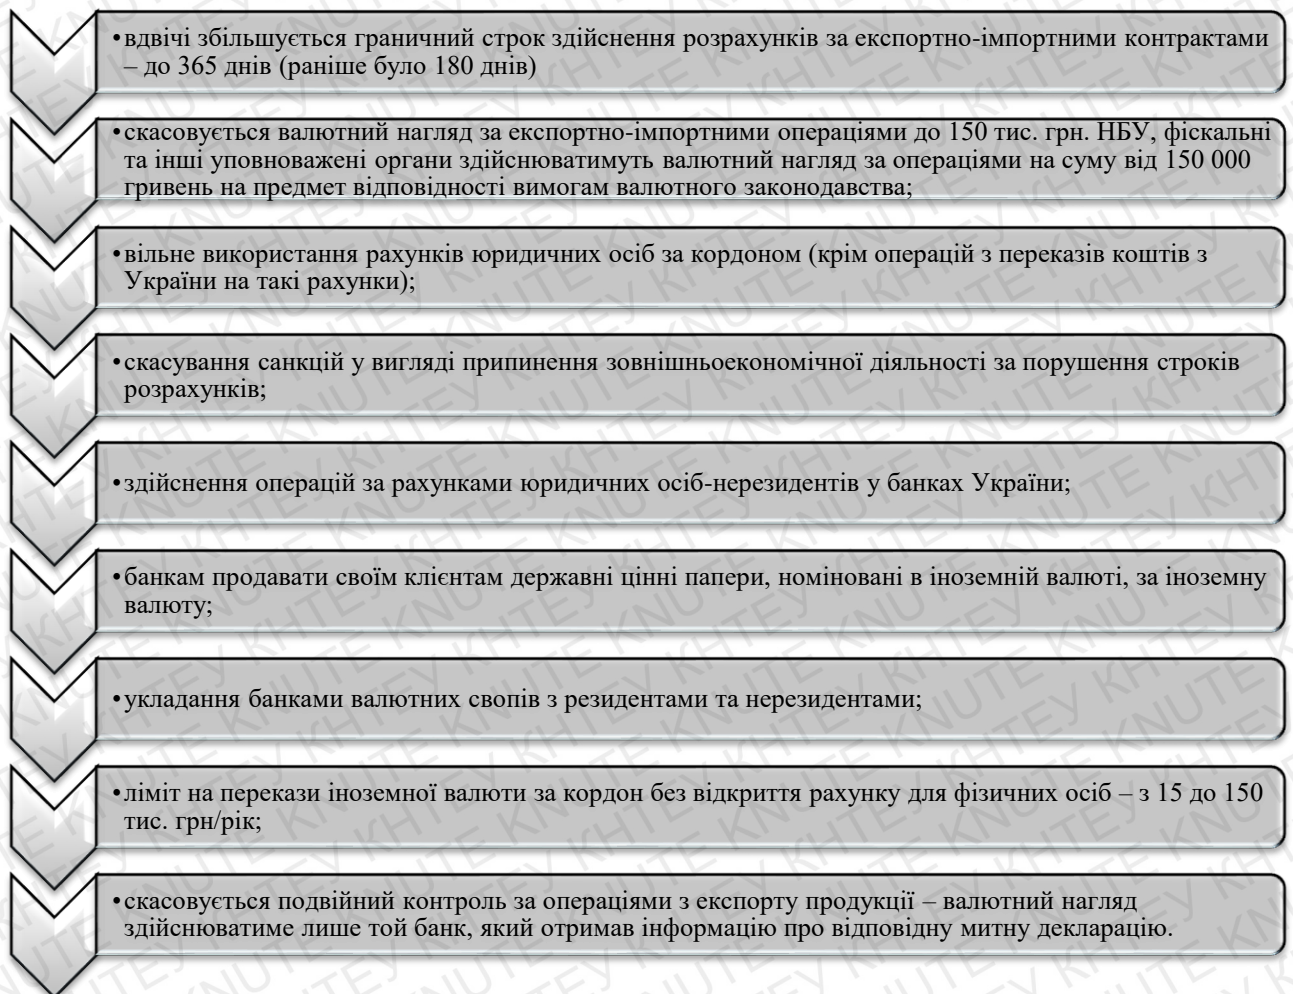 •вдвічі збільшується граничний строк здійснення розрахунків за експортно-імпортними контрактами
– до 365 днів (раніше було 180 днів)
•скасовується валютний нагляд за експортно-імпортними операціями до 150 тис. грн. НБУ, фіскальні
та інші уповноважені органи здійснюватимуть валютний нагляд за операціями на суму від 150 000
гривень на предмет відповідності вимогам валютного законодавства;
•вільне використання рахунків юридичних осіб за кордоном (крім операцій з переказів коштів з
України на такі рахунки);
•скасування санкцій у вигляді припинення зовнішньоекономічної діяльності за порушення строків
розрахунків;
•здійснення операцій за рахунками юридичних осіб-нерезидентів у банках України;
•банкам продавати своїм клієнтам державні цінні папери, номіновані в іноземній валюті, за іноземну
валюту;
•укладання банками валютних свопів з резидентами та нерезидентами;
•ліміт на перекази іноземної валюти за кордон без відкриття рахунку для фізичних осіб – з 15 до 150
тис. грн/рік;
•скасовується подвійний контроль за операціями з експорту продукції – валютний нагляд
здійснюватиме лише той банк, який отримав інформацію про відповідну митну декларацію.